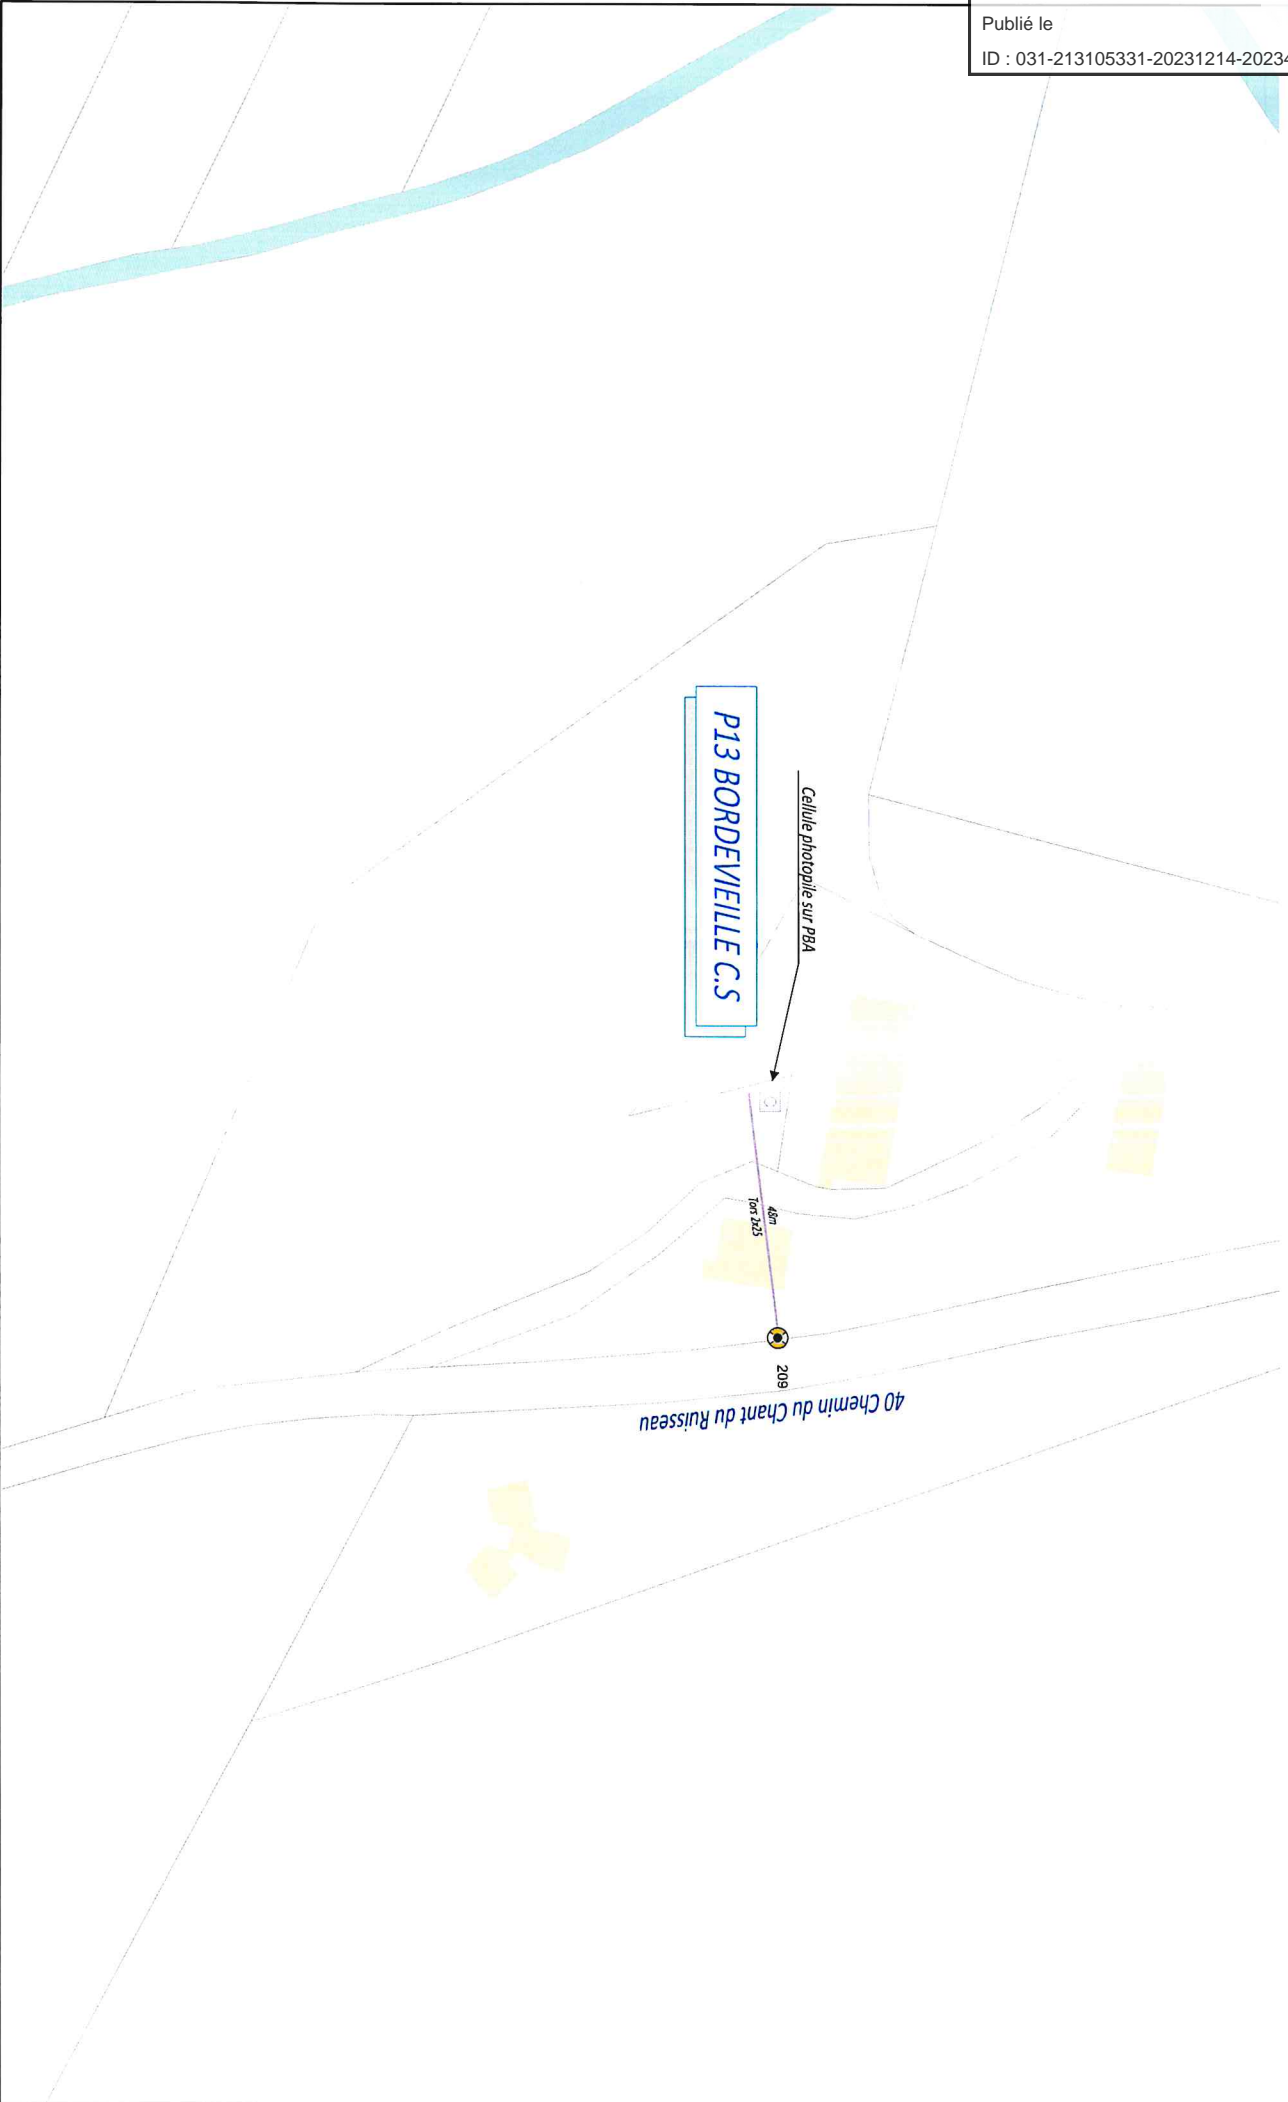 Publié le
ID : 031-213105331-20231214-20234
P13 BORDEVIEILLE C.S
Cellule photopile sur PBA
C
48m
Tors 2x25
209
40 Chemin du Chant du Ruisseau